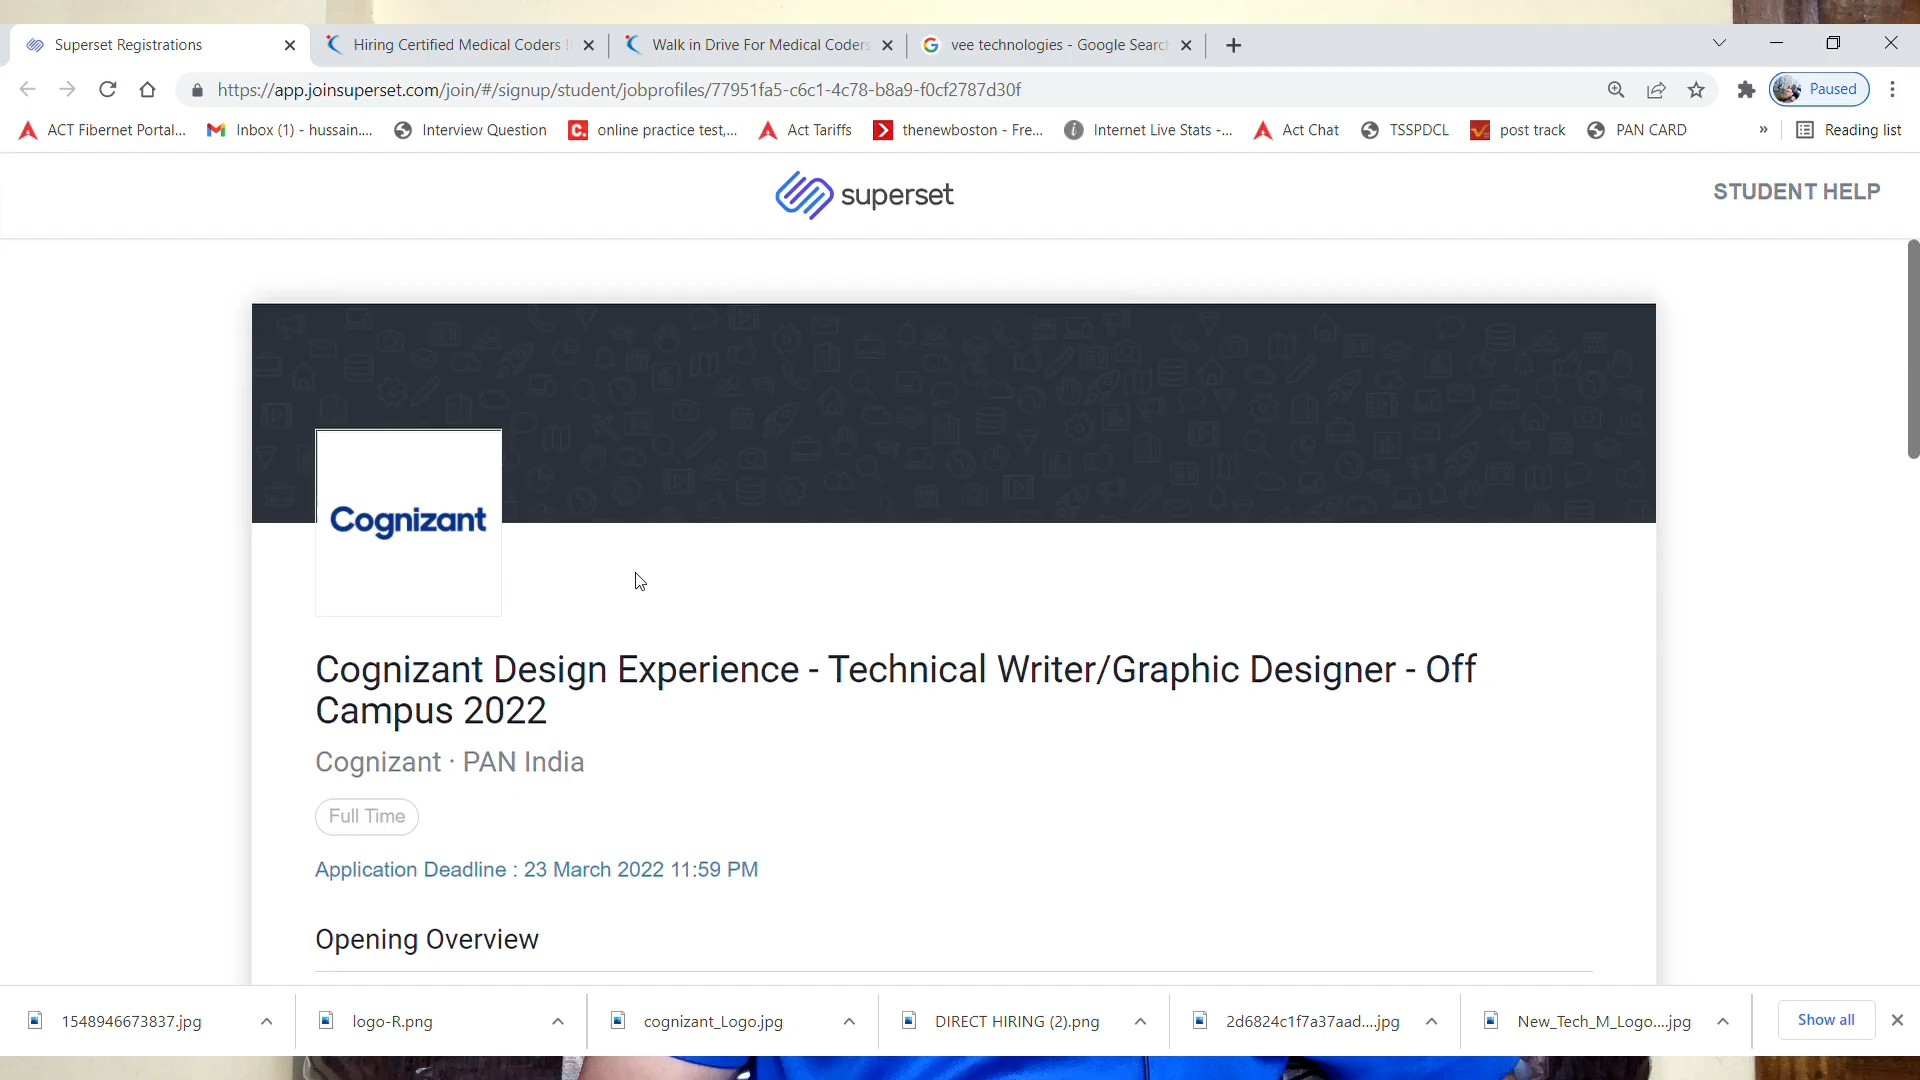 Superset Registrations
Hiring Certified Medical Coders !
Walk in Drive For Medical Coders
vee technologies - Google Searc
https://app.joinsuperset.com/join/#/signup/student/jobprofiles/77951fa5-c6c1-4c78-b8a9-f0cf2787d30f
Paused
ACT Fibernet Portal... Inbox (1) - hussain.... Interview Question online practice test,... Act Tariffs thenewboston - Fre... Internet Live Stats -... Act Chat TSSPDCL post track PAN CARD » Reading list
superset
STUDENT HELP
Cognizant
Cognizant Design Experience - Technical Writer/Graphic Designer - Off
Campus 2022
Cognizant · PAN India
Full Time
Application Deadline : 23 March 2022 11:59 PM
Opening Overview
1548946673837.jpg
logo-R.png
cognizant_Logo.jpg
DIRECT HIRING (2).png
2d6824c1f7a37aad....jpg
New_Tech_M_Logo....jpg
Show all